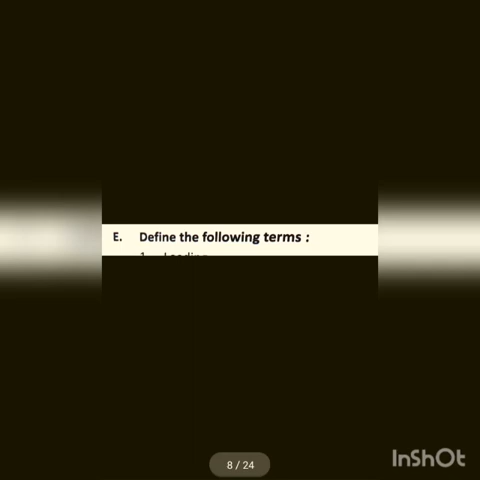 E. Define the following terms :
8 / 24
InShOt